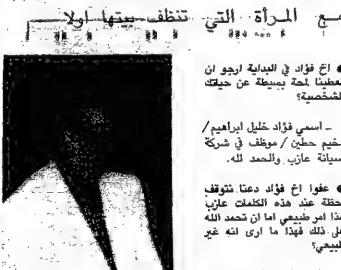 مع المرأة التي تنظف بيتها اولا
● اخ فؤاد في البداية ارجو ان
تعطينا لمحة بسيطة عن حياتك
الشخصية؟
ـ اسمي فؤاد خليل ابراهيم/
مخيم حطين / موظف في شركة
صيانة عازب والحمد لله.
● عفوا اخ فؤاد دعنا نتوقف
لحظة عند هذه الكلمات عازب
هذا امر طبيعي اما ان تحمد الله
على ذلك فهذا ما ارى انه غير
طبيعي؟